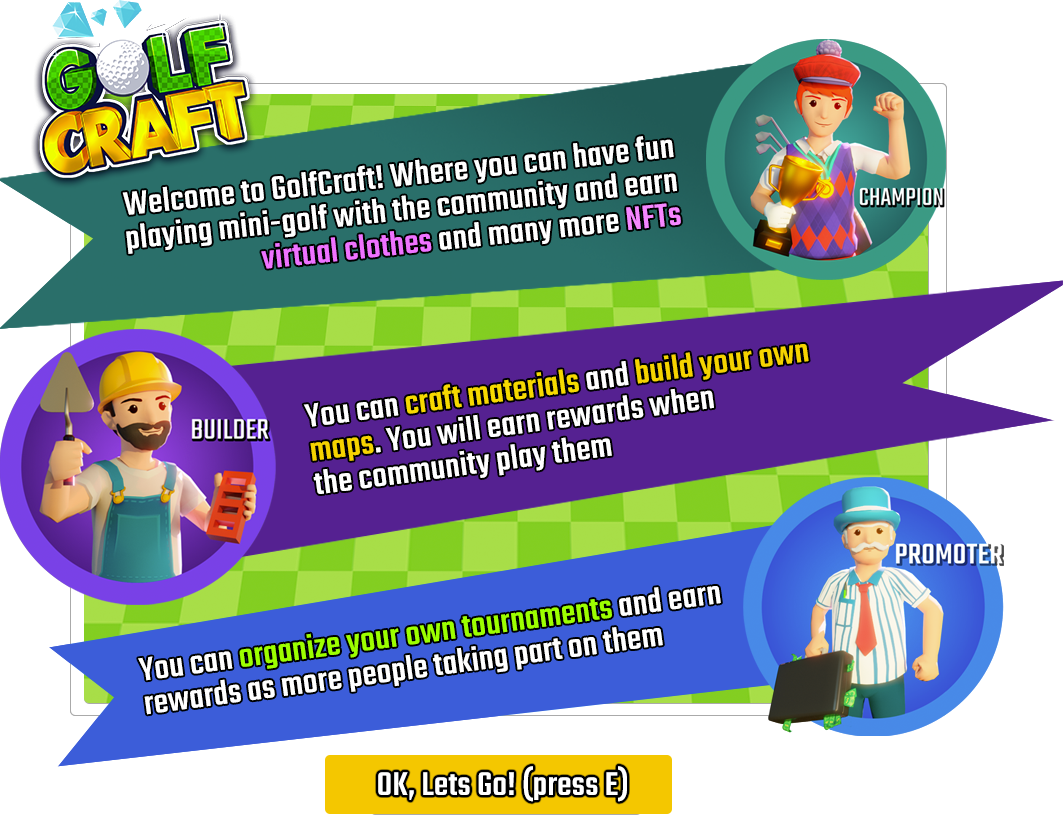 GOLF
CRAFT
Welcome to GolfCraft! Where you can have fun
playing mini-golf with the community and earn
virtual clothes and many more NFTs
CHAMPION
BUILDER
You can craft materials and build your own
maps. You will earn rewards when
the community play them
PROMOTER
You can organize your own tournaments and earn
rewards as more people taking part on them
OK, Lets Go! (press E)